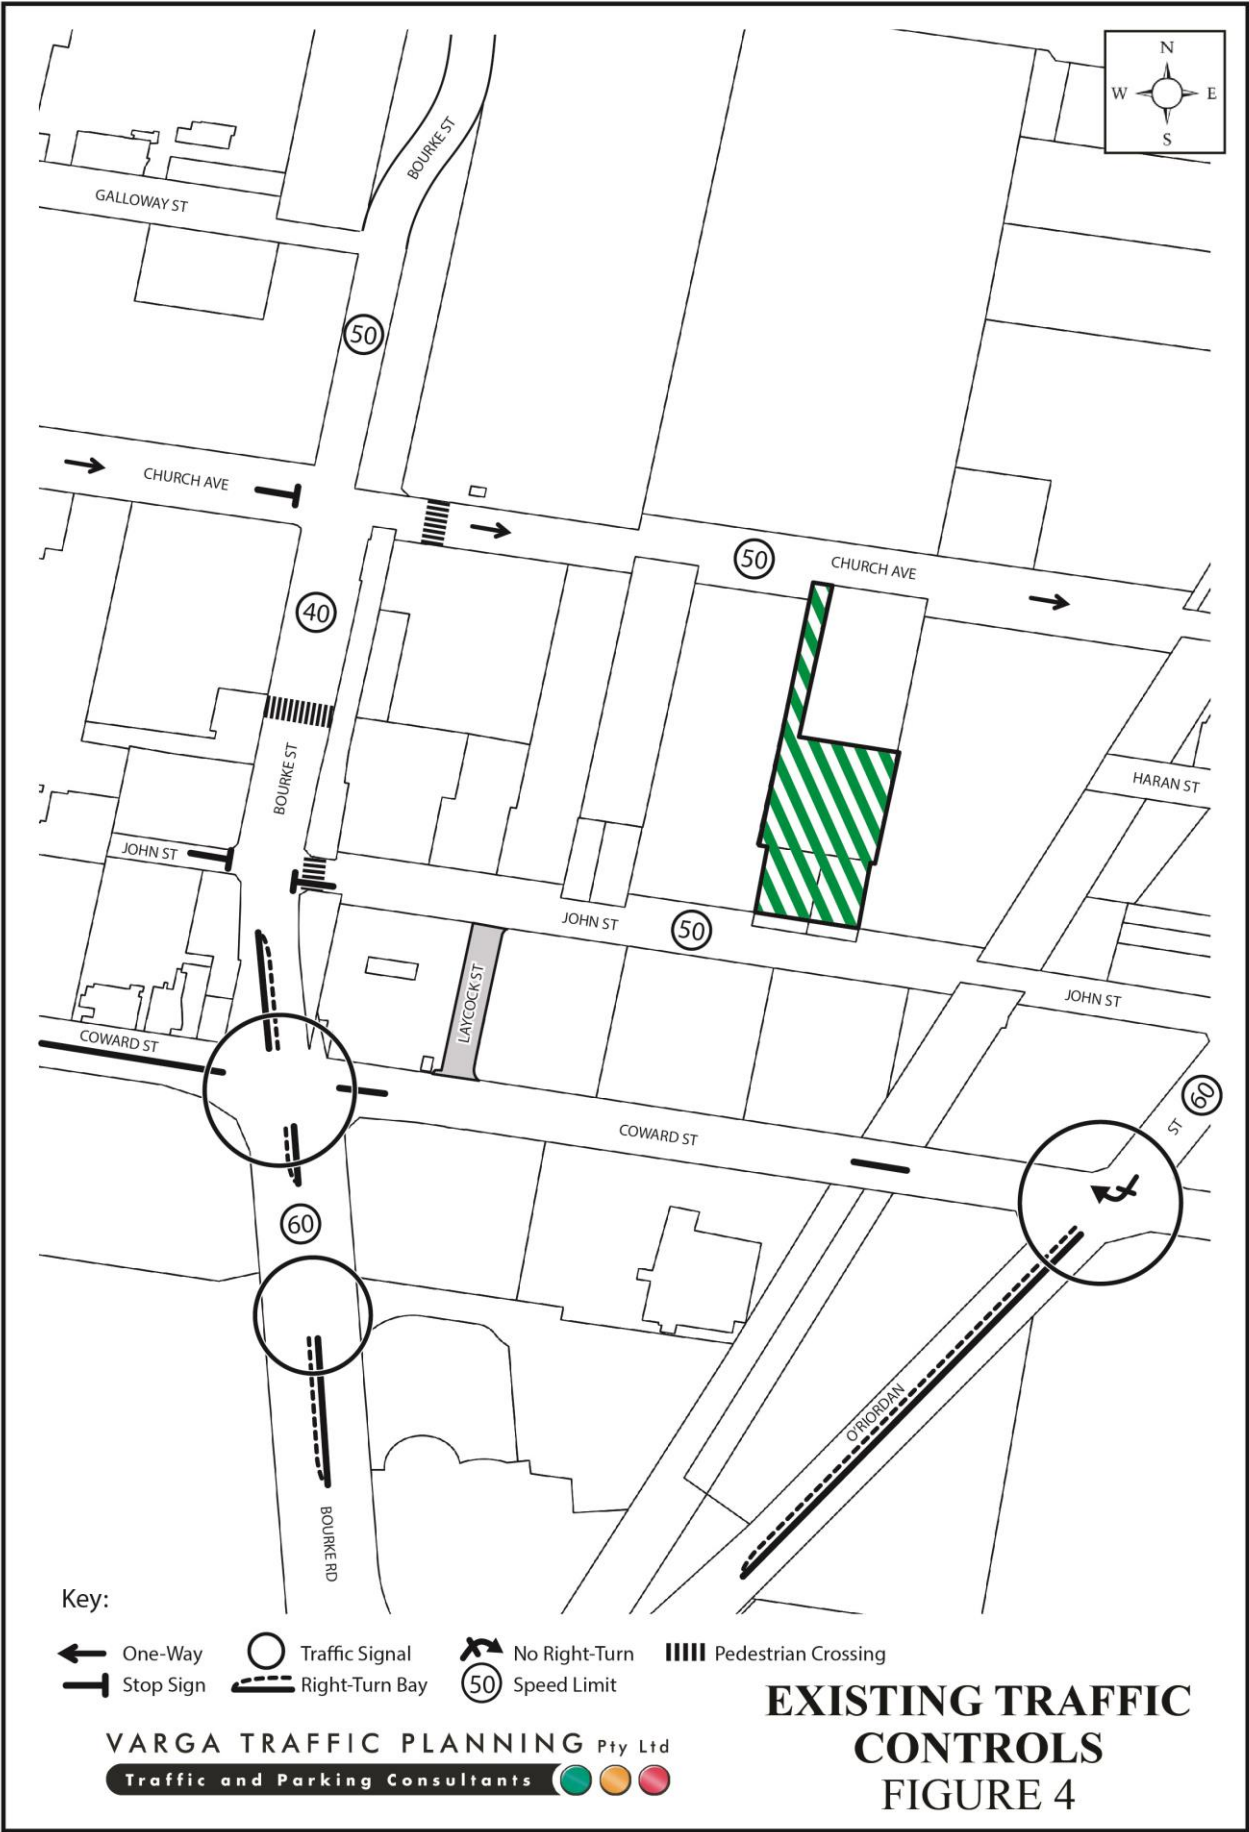 N
W E
S
BOURKE ST
GALLOWAY ST
50
CHURCH AVE
50
CHURCH AVE
40
HARAN ST
BOURKE ST
JOHN ST
JOHN ST
50
LAYCOCK ST
JOHN ST
COWARD ST
60
ST
COWARD ST
60
O'RIORDAN
BOURKE RD
Key:
One-Way
Traffic Signal
No Right-Turn
Pedestrian Crossing
Stop Sign
Right-Turn Bay
50
Speed Limit
EXISTING TRAFFIC
CONTROLS
FIGURE 4
VARGA TRAFFIC PLANNING Pty Ltd
Traffic and Parking Consultants